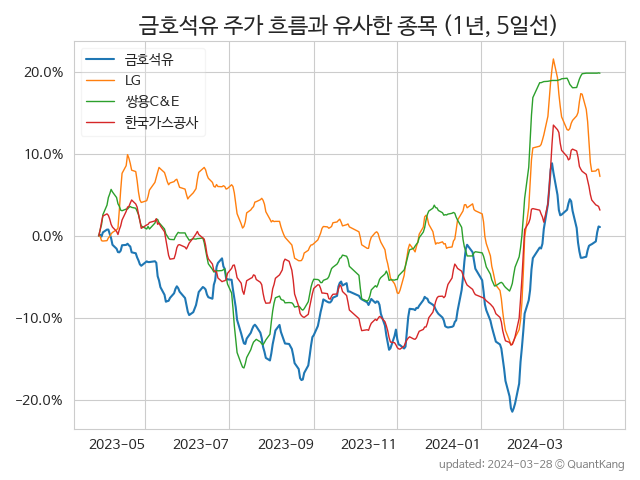 금호석유 주가 흐름과 유사한 종목 (1년, 5일선)
금호석유
LG
쌍용C&E
한국가스공사
20.0%
10.0%
0.0%
−10.0%
−20.0%
2023-05 2023-07 2023-09 2023-11 2024-01 2024-03
updated: 2024-03-28 © QuantKang